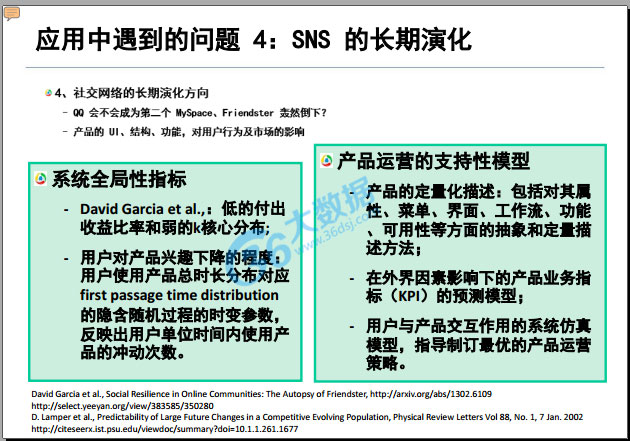 应用中遇到的问题 4：SNS 的长期演化
4、社交网络的长期演化方向
– QQ 会不会成为第二个 MySpace、Friendster 轰然倒下？
– 产品的 UI、结构、功能，对用户行为及市场的影响
系统全局性指标
- David Garcia et al.,：低的付出
收益比率和弱的k核心分布;
- 用户对产品兴趣下降的程度：
用户使用产品总时长分布对应
first passage time distribution
的隐含随机过程的时变参数，
反映出用户单位时间内使用产
品的冲动次数。
产品运营的支持性模型
- 产品的定量化描述：包括对其属
性、菜单、界面、工作流、功能
、可用性等方面的抽象和定量描
述方法；
- 在外界因素影响下的产品业务指
标（KPI）的预测模型；
- 用户与产品交互作用的系统仿真
模型，指导制订最优的产品运营
策略。
36大数据
www.36dsj.com
David Garcia et al., Social Resilience in Online Communities: The Autopsy of Friendster, http://arxiv.org/abs/1302.6109
http://select.yeeyan.org/view/383585/350280
D. Lamper et al., Predictability of Large Future Changes in a Competitive Evolving Population, Physical Review Letters Vol 88, No. 1, 7 Jan. 2002
http://citeseerx.ist.psu.edu/viewdoc/summary?doi=10.1.1.261.1677